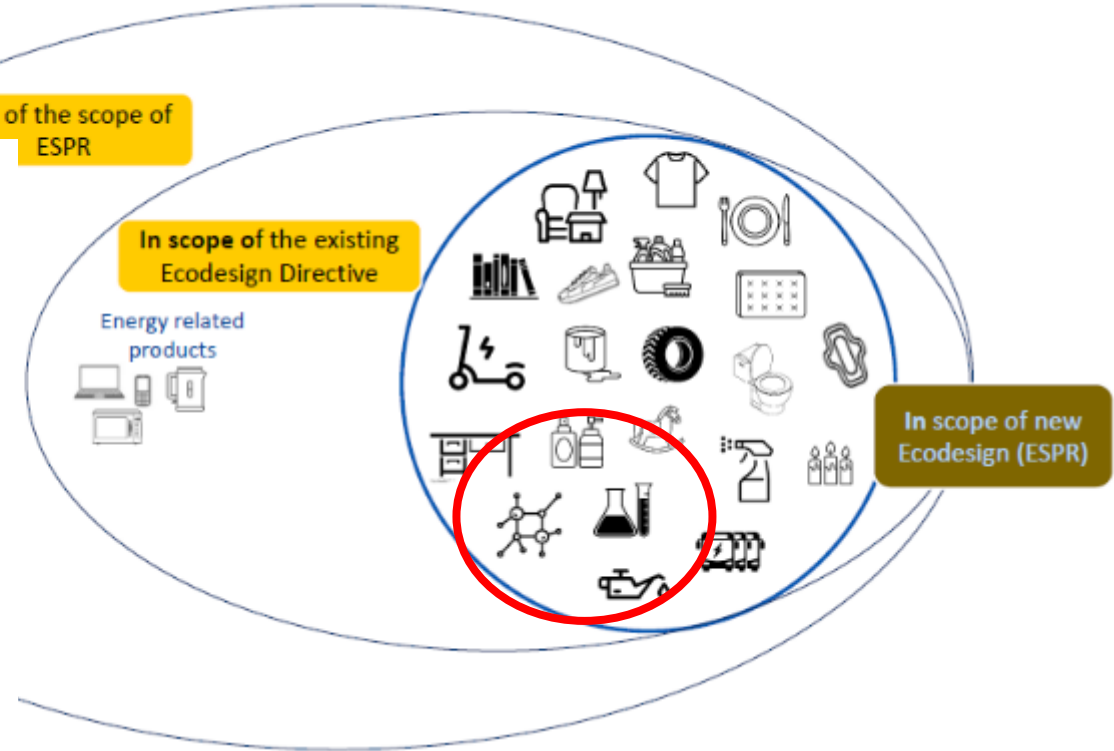 of the scope of
ESPR
In scope of the existing
Ecodesign Directive
Energy related
products
In scope of new
Ecodesign (ESPR)